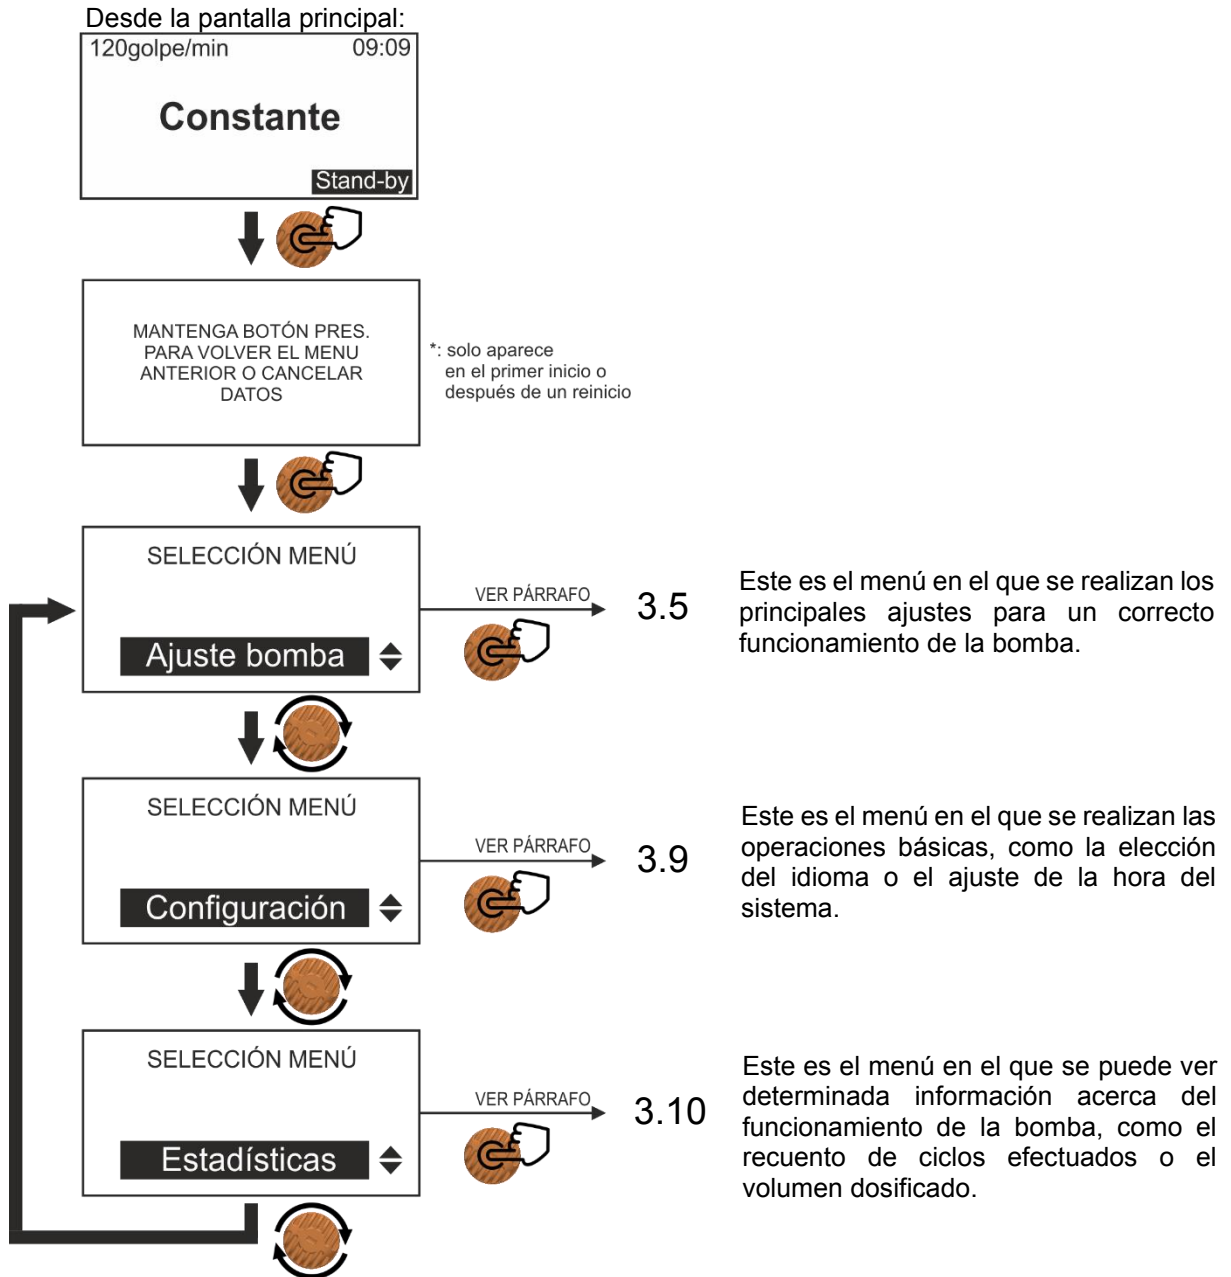 Desde la pantalla principal:
120golpe/min 09:09
Constante
Stand-by
MANTENGA BOTÓN PRES.
PARA VOLVER EL MENU
ANTERIOR O CANCELAR
DATOS
*: solo aparece
en el primer inicio o
después de un reinicio
SELECCIÓN MENÚ
Ajuste bomba
VER PÁRRAFO
3.5
Este es el menú en el que se realizan los
principales ajustes para un correcto
funcionamiento de la bomba.
SELECCIÓN MENÚ
Configuración
VER PÁRRAFO
3.9
Este es el menú en el que se realizan las
operaciones básicas, como la elección
del idioma o el ajuste de la hora del
sistema.
SELECCIÓN MENÚ
Estadísticas
VER PÁRRAFO
3.10
Este es el menú en el que se puede ver
determinada información acerca del
funcionamiento de la bomba, como el
recuento de ciclos efectuados o el
volumen dosificado.